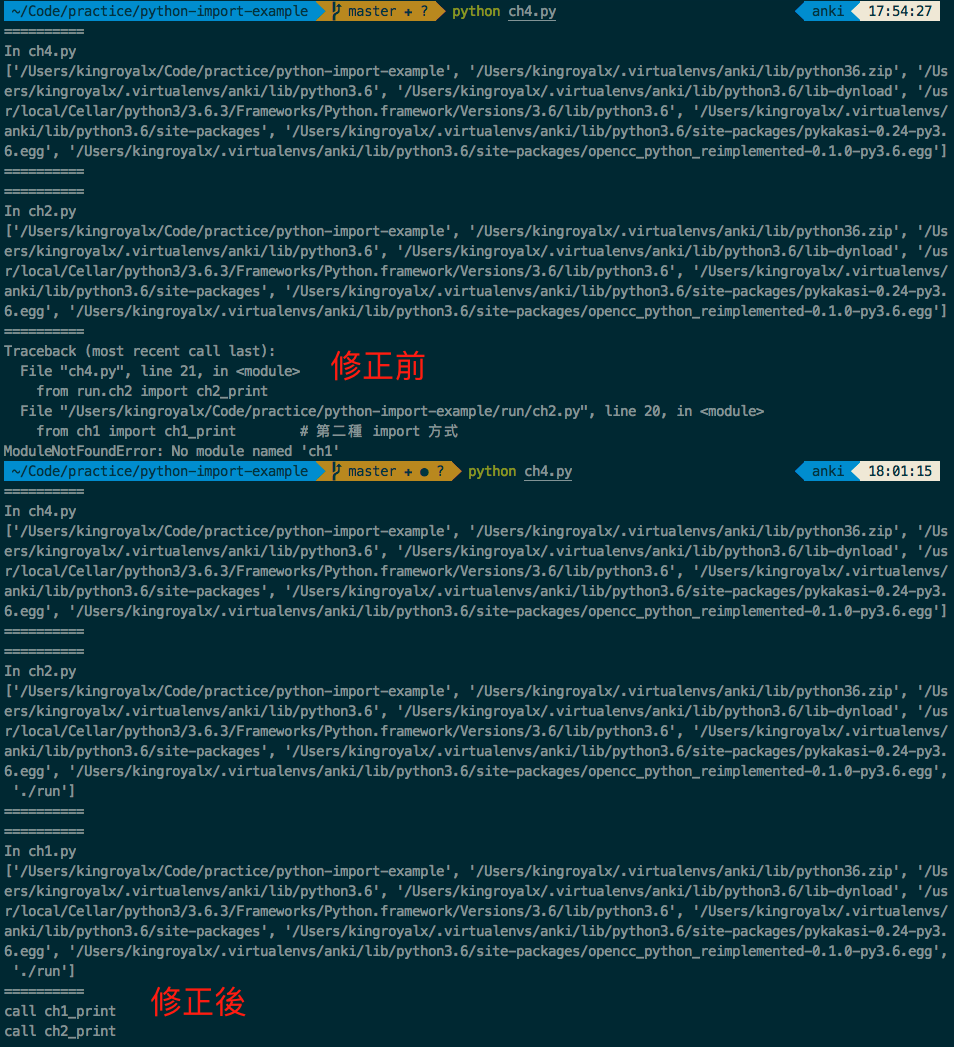 ~/Code/practice/python-import-example master + ? python ch4.py anki 17:54:27
==========
In ch4.py
['/Users/kingroyalx/Code/practice/python-import-example', '/Users/kingroyalx/.virtualenvs/anki/lib/python36.zip', '/Us
ers/kingroyalx/.virtualenvs/anki/lib/python3.6', '/Users/kingroyalx/.virtualenvs/anki/lib/python3.6/lib-dynload', '/us
r/local/Cellar/python3/3.6.3/Frameworks/Python.framework/Versions/3.6/lib/python3.6', '/Users/kingroyalx/.virtualenvs/
anki/lib/python3.6/site-packages', '/Users/kingroyalx/.virtualenvs/anki/lib/python3.6/site-packages/pykakasi-0.24-py3.
6.egg', '/Users/kingroyalx/.virtualenvs/anki/lib/python3.6/site-packages/opencc_python_reimplemented-0.1.0-py3.6.egg']
==========
==========
In ch2.py
['/Users/kingroyalx/Code/practice/python-import-example', '/Users/kingroyalx/.virtualenvs/anki/lib/python36.zip', '/Us
ers/kingroyalx/.virtualenvs/anki/lib/python3.6', '/Users/kingroyalx/.virtualenvs/anki/lib/python3.6/lib-dynload', '/us
r/local/Cellar/python3/3.6.3/Frameworks/Python.framework/Versions/3.6/lib/python3.6', '/Users/kingroyalx/.virtualenvs/
anki/lib/python3.6/site-packages', '/Users/kingroyalx/.virtualenvs/anki/lib/python3.6/site-packages/pykakasi-0.24-py3.
6.egg', '/Users/kingroyalx/.virtualenvs/anki/lib/python3.6/site-packages/opencc_python_reimplemented-0.1.0-py3.6.egg']
==========
Traceback (most recent call last):
File "ch4.py", line 21, in <module>
修正前
from run.ch2 import ch2_print
File "/Users/kingroyalx/Code/practice/python-import-example/run/ch2.py", line 20, in <module>
from ch1 import ch1_print # 第二種 import 方式
ModuleNotFoundError: No module named 'ch1'
~/Code/practice/python-import-example master + ● ? python ch4.py anki 18:01:15
==========
In ch4.py
['/Users/kingroyalx/Code/practice/python-import-example', '/Users/kingroyalx/.virtualenvs/anki/lib/python36.zip', '/Us
ers/kingroyalx/.virtualenvs/anki/lib/python3.6', '/Users/kingroyalx/.virtualenvs/anki/lib/python3.6/lib-dynload', '/us
r/local/Cellar/python3/3.6.3/Frameworks/Python.framework/Versions/3.6/lib/python3.6', '/Users/kingroyalx/.virtualenvs/
anki/lib/python3.6/site-packages', '/Users/kingroyalx/.virtualenvs/anki/lib/python3.6/site-packages/pykakasi-0.24-py3.
6.egg', '/Users/kingroyalx/.virtualenvs/anki/lib/python3.6/site-packages/opencc_python_reimplemented-0.1.0-py3.6.egg']
==========
==========
In ch2.py
['/Users/kingroyalx/Code/practice/python-import-example', '/Users/kingroyalx/.virtualenvs/anki/lib/python36.zip', '/Us
ers/kingroyalx/.virtualenvs/anki/lib/python3.6', '/Users/kingroyalx/.virtualenvs/anki/lib/python3.6/lib-dynload', '/us
r/local/Cellar/python3/3.6.3/Frameworks/Python.framework/Versions/3.6/lib/python3.6', '/Users/kingroyalx/.virtualenvs/
anki/lib/python3.6/site-packages', '/Users/kingroyalx/.virtualenvs/anki/lib/python3.6/site-packages/pykakasi-0.24-py3.
6.egg', '/Users/kingroyalx/.virtualenvs/anki/lib/python3.6/site-packages/opencc_python_reimplemented-0.1.0-py3.6.egg',
'./run']
==========
==========
In ch1.py
['/Users/kingroyalx/Code/practice/python-import-example', '/Users/kingroyalx/.virtualenvs/anki/lib/python36.zip', '/Us
ers/kingroyalx/.virtualenvs/anki/lib/python3.6', '/Users/kingroyalx/.virtualenvs/anki/lib/python3.6/lib-dynload', '/us
r/local/Cellar/python3/3.6.3/Frameworks/Python.framework/Versions/3.6/lib/python3.6', '/Users/kingroyalx/.virtualenvs/
anki/lib/python3.6/site-packages', '/Users/kingroyalx/.virtualenvs/anki/lib/python3.6/site-packages/pykakasi-0.24-py3.
6.egg', '/Users/kingroyalx/.virtualenvs/anki/lib/python3.6/site-packages/opencc_python_reimplemented-0.1.0-py3.6.egg',
'./run']
==========
修正後
call ch1_print
call ch2_print